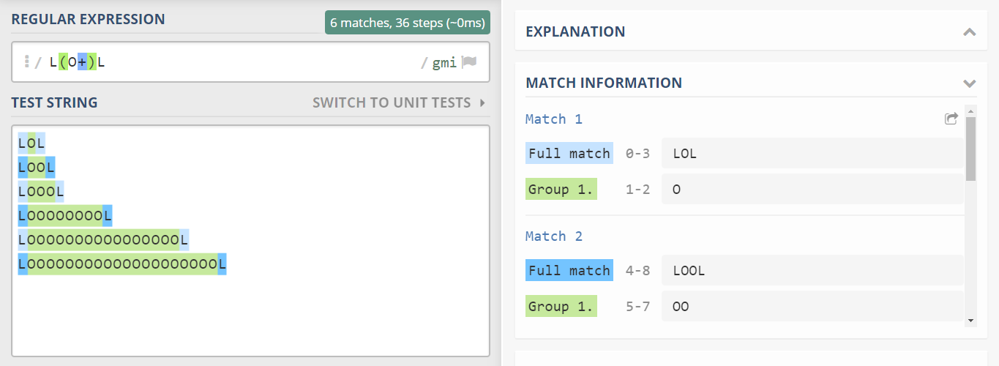 REGULAR EXPRESSION
6 matches, 36 steps (~0ms)
/ L(O+)L / gmi
TEST STRING
SWITCH TO UNIT TESTS
LOL
LOOL
LOOOL
LOOOOOOOOL
LOOOOOOOOOOOOOOOOL
LOOOOOOOOOOOOOOOOOOOOL
EXPLANATION
MATCH INFORMATION
Match 1
Full match 0-3 LOL
Group 1. 1-2 O
Match 2
Full match 4-8 LOOL
Group 1. 5-7 OO